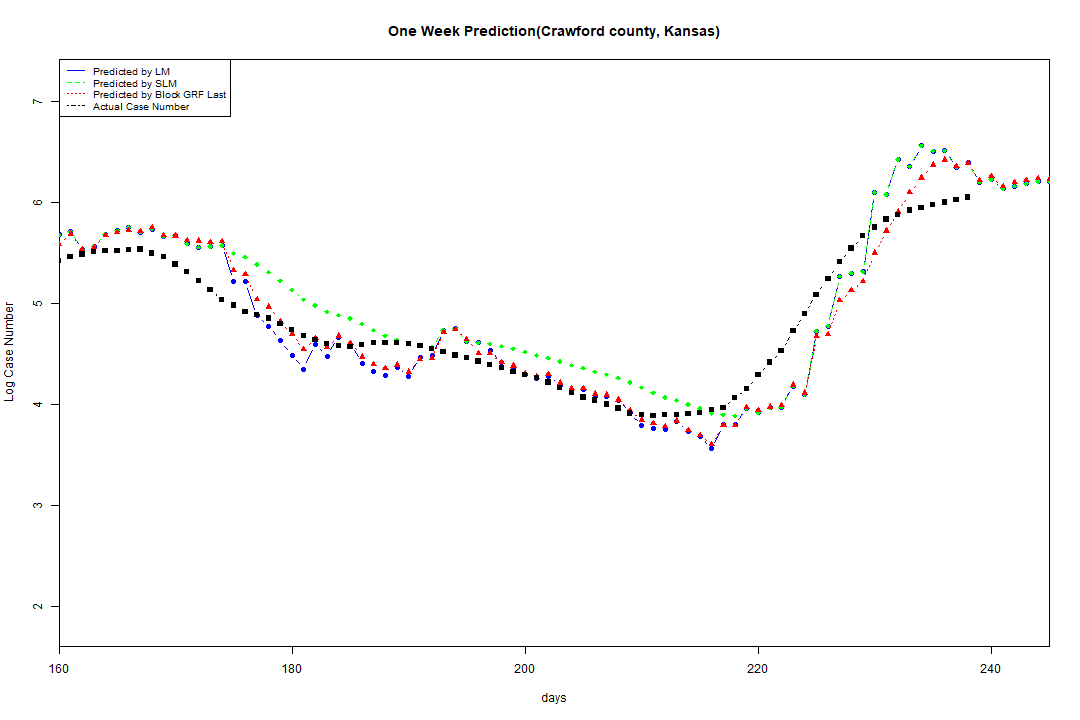 One Week Prediction(Crawford county, Kansas)
Predicted by LM
Predicted by SLM
Predicted by Block GRF Last
Actual Case Number
7
6
5
4
3
2
Log Case Number
160 180 200 220 240
days